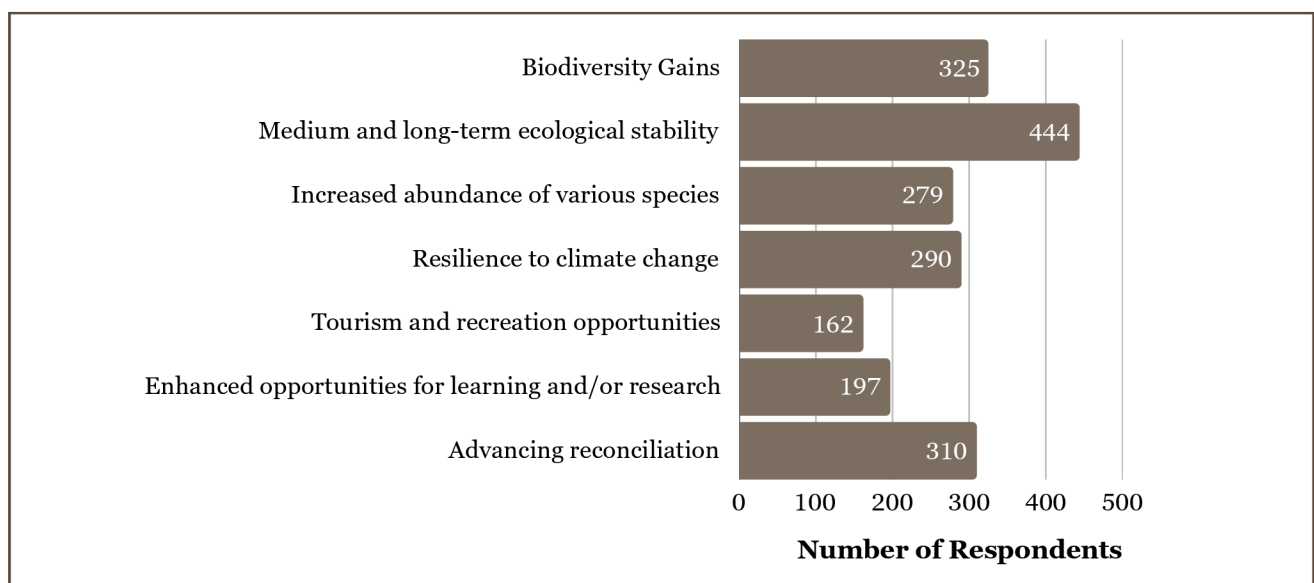 Biodiversity Gains 325
Medium and long-term ecological stability 444
Increased abundance of various species 279
Resilience to climate change 290
Tourism and recreation opportunities 162
Enhanced opportunities for learning and/or research 197
Advancing reconciliation 310
0 100 200 300 400 500
Number of Respondents